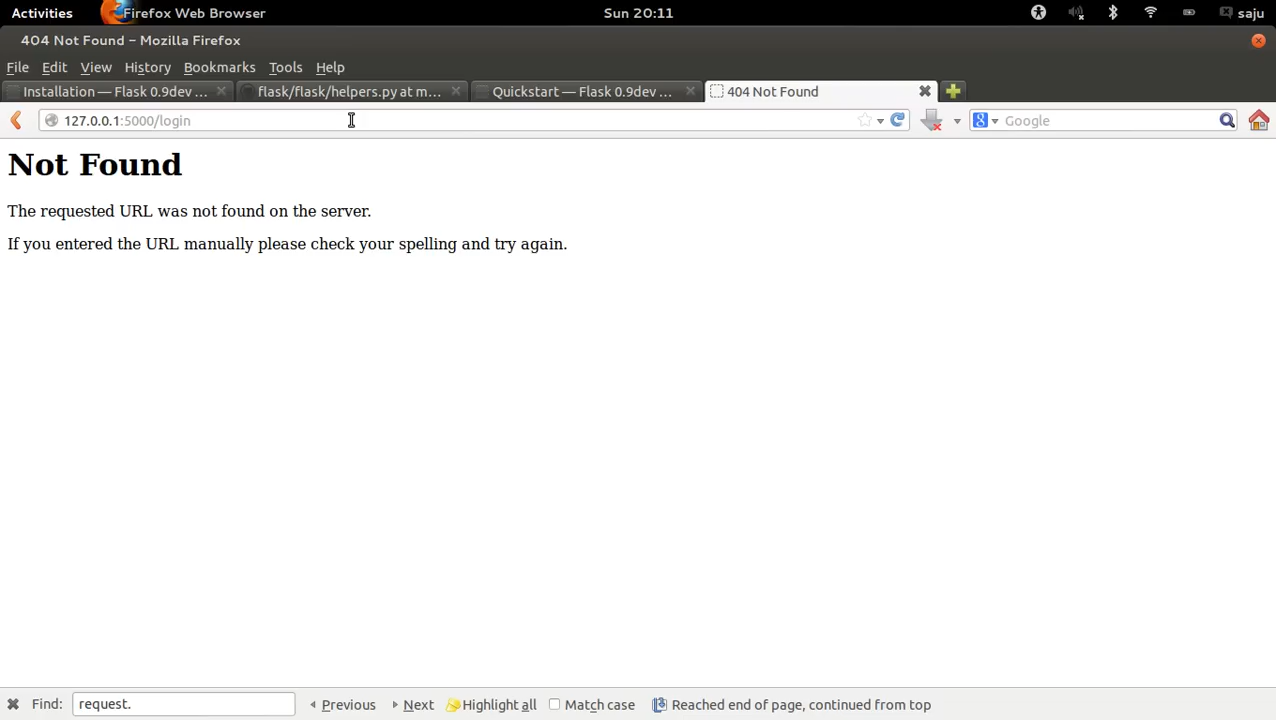 Activities Firefox Web Browser Sun 20:11 saju
404 Not Found - Mozilla Firefox
File Edit View History Bookmarks Tools Help
Installation — Flask 0.9dev ... flask/flask/helpers.py at m... Quickstart — Flask 0.9dev ... 404 Not Found
127.0.0.1:5000/login Google
Not Found
The requested URL was not found on the server.
If you entered the URL manually please check your spelling and try again.
Find: request. Previous Next Highlight all Match case Reached end of page, continued from top